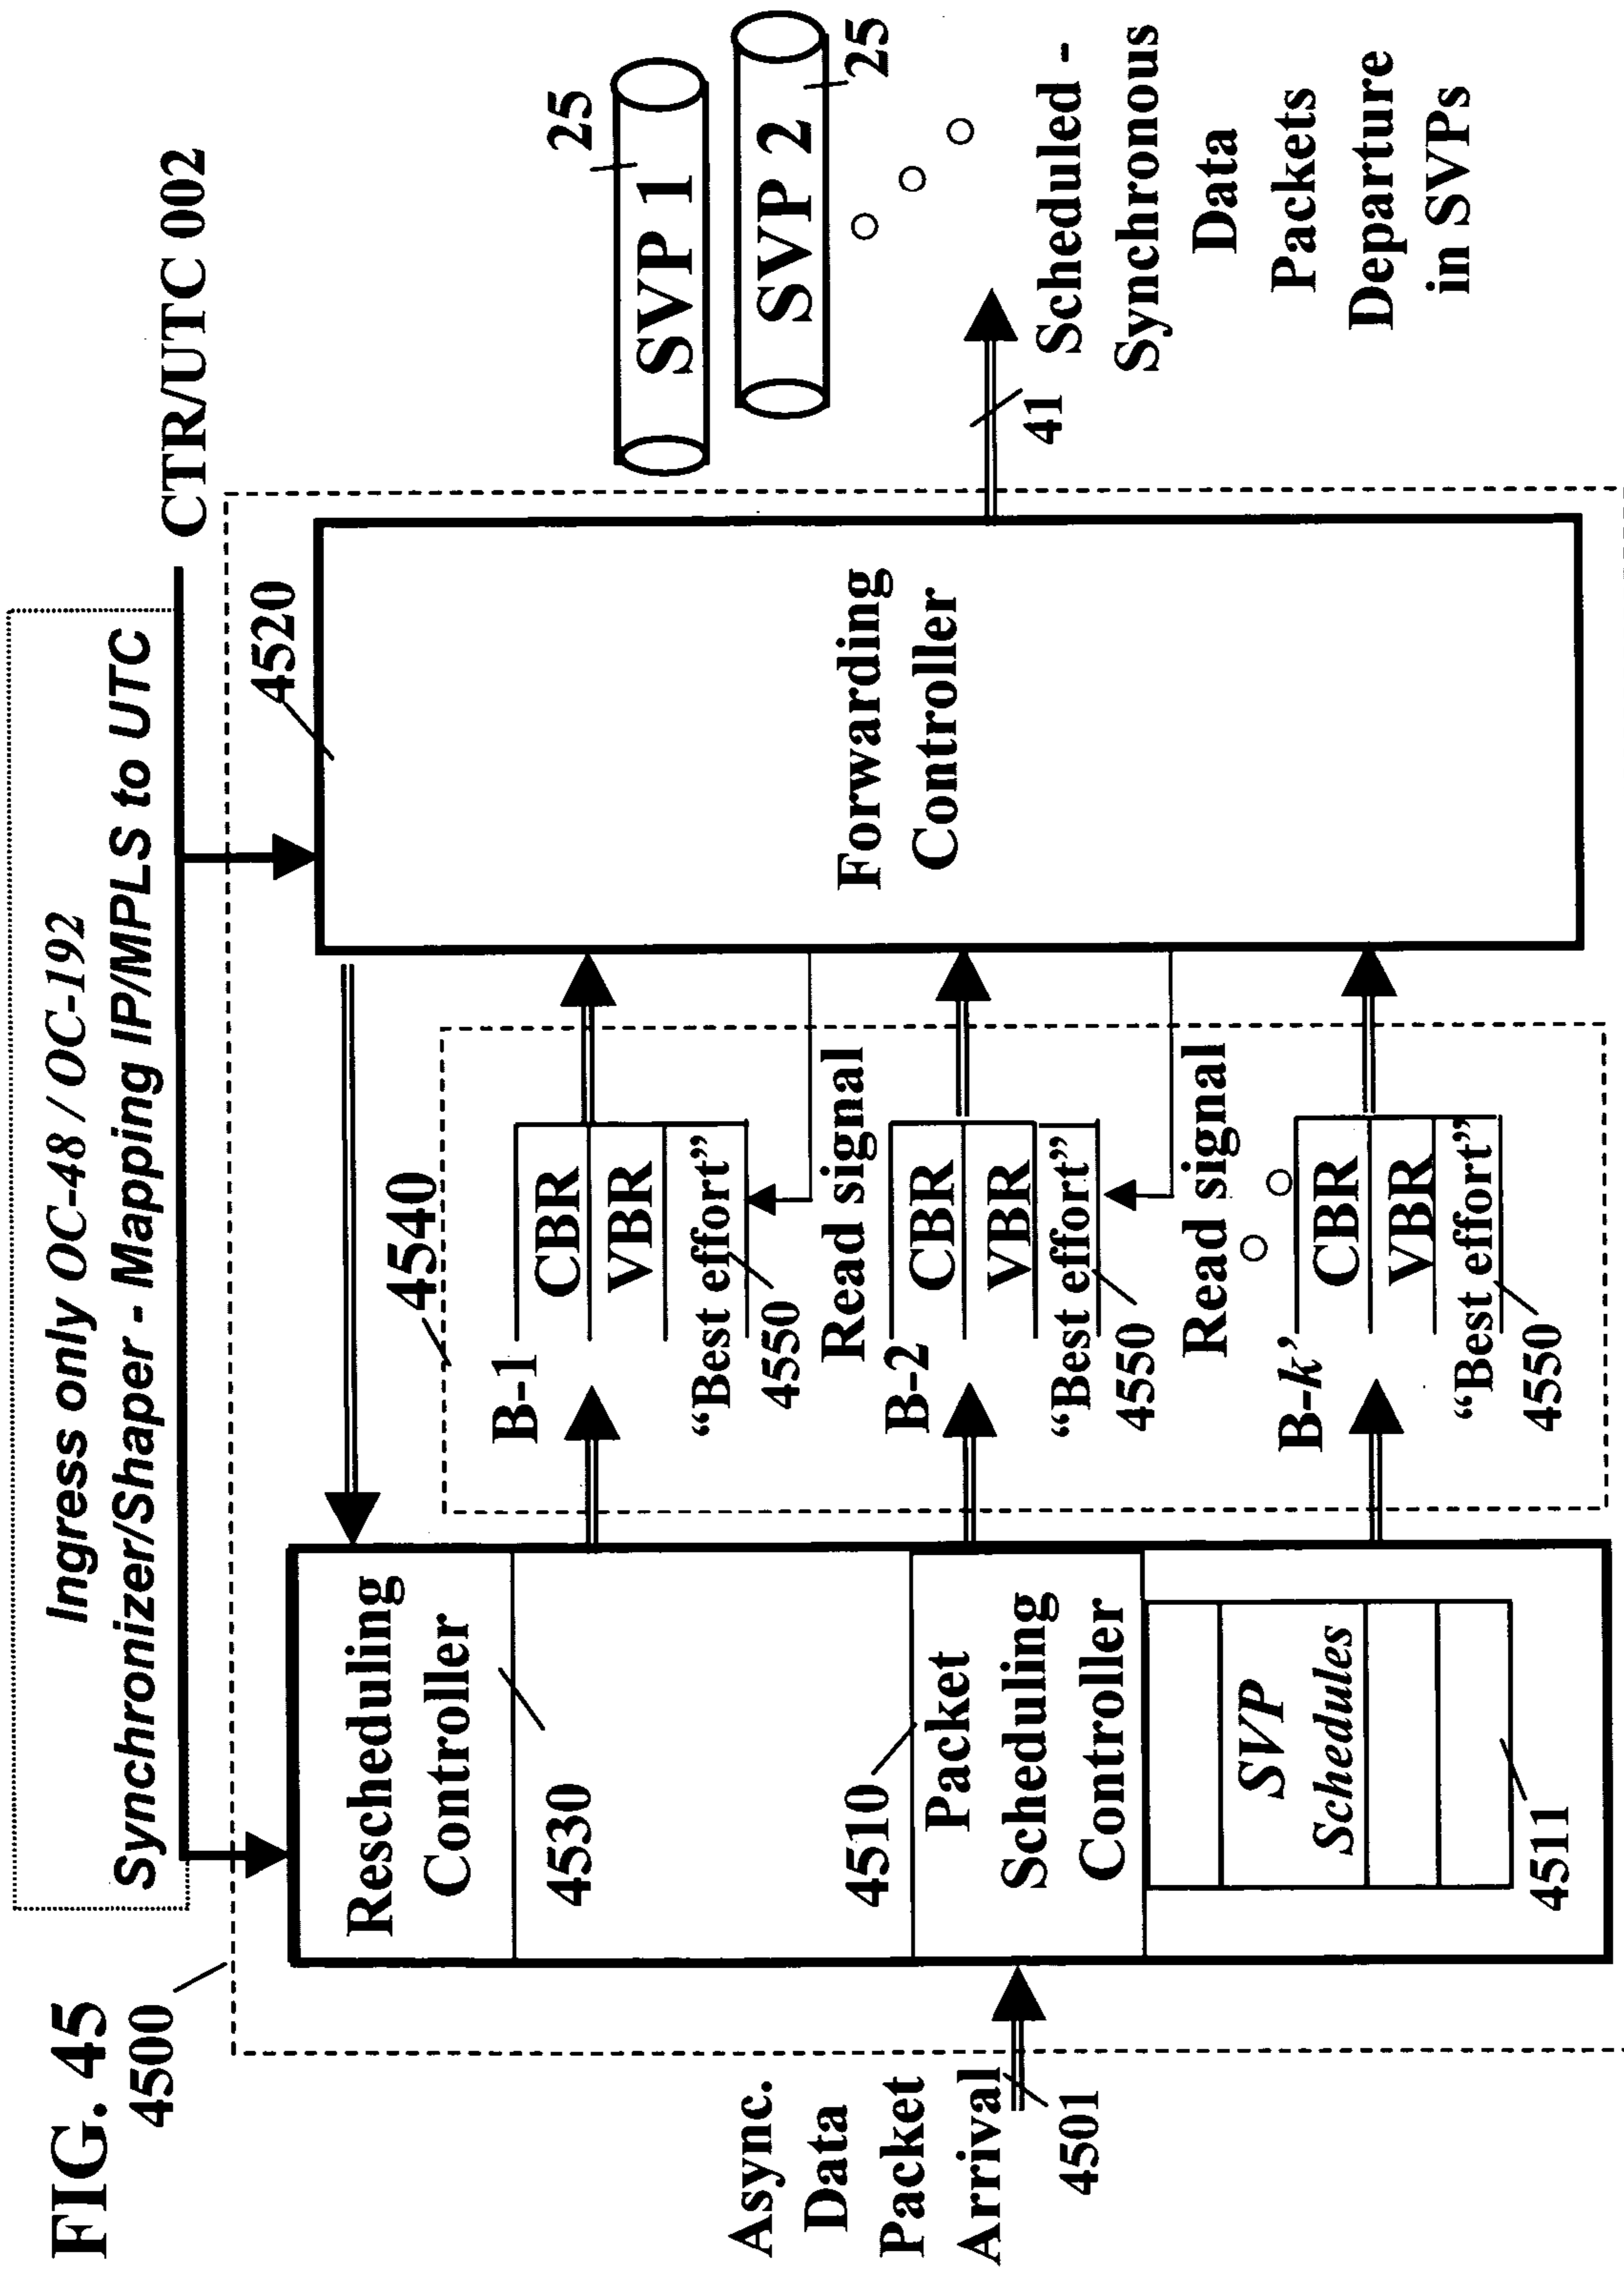 FIG. 45
Ingress only OC-48 / OC-192
Synchronizer/Shaper - Mapping IP/MPLS to UTC
CTR/UTC 002
4500
4520
Rescheduling
Controller
4530
4510
Packet
Scheduling
Controller
SVP
Schedules
4511
Async.
Data
Packet
Arrival
4501
4540
B-1
CBR
VBR
“Best effort”
4550
Read signal
B-2
CBR
VBR
“Best effort”
4550
Read signal
B-k’
CBR
VBR
“Best effort”
4550
Forwarding
Controller
25
SVP 1
SVP 2
25
41
Scheduled -
Synchronous
Data
Packets
Departure
in SVPs